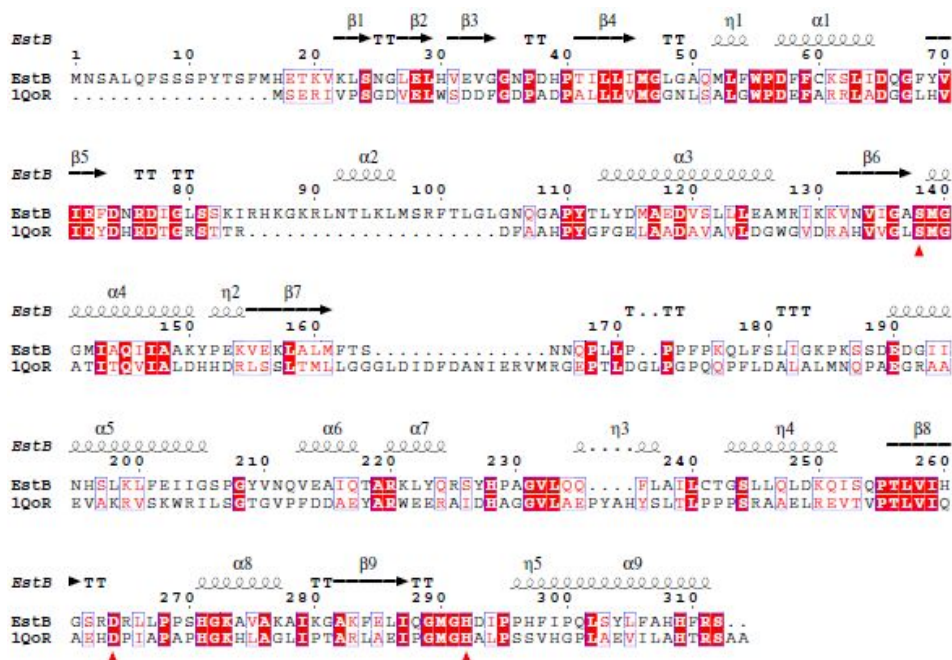 EstB β1 TT β2 β3 TT β4 TT η1 α1
1 10 20 30 40 50 60 70
EstB MNSALQFSSSPYTSFMHETKVKLSNGLELHVEVGGNPDHPTILLIMGLGAQMLFWPDFFCKSLIDQGFYV
1QoR ................MSERIVPSGDVELWSDDFGDPADPALLLVMGGNLSALGWPDEFARRLADGGLHV
EstB β5 TT TT α2 α3 β6
80 90 100 110 120 130 140
EstB IRFDNRDIGLSSKIRHKGKRLNTLKLMSRFTLGLGNQGAPYTLYDMAEDVSLLLEAMRIKKVNVIGASMG
1QoR IRYDHRDTGRSTTR....................DFAAHPYGFGELAADAVAVLDGWGVDRAHVVGLSMG
EstB α4 η2 β7 T..TT
150 160 170 180 190
EstB GMIAQIIAAKYPEKVEKLALMFTS..............NNQPLLP..PPFPKQLFSLIGKPKSSDEDGII
1QoR ATITQVIALDHHDRLSSLTMLLGGGLDIDFDANIERVMRGEPTLDGLPGPQQPFLDALALMNQPAEGRAA
EstB α5 α6 α7 η3 .... η4 β8
200 210 220 230 240 250 260
EstB NHSLKLFEIIGSPGYVNQVEAIQTARKLYQRSYHPAGVLQQ....FLAILCTGSLLQLDKQISQPTLVIH
1QoR EVAKRVSKWRILSGTGVPFDDAEYARWEERAIDHAGGVLAEPYAHYSLTLPPPSRAAELREVTVPTLVIQ
EstB TT α8 TT β9 TT η5 α9
270 280 290 300 310
EstB GSRDRLLPPSHGKAVAKAIKGAKFELIQGMGHDIPPHFIPQLSYLFAHHFRS..
1QoR AEHDPIAPAPHGKHLAGLIPTARLAEIPGMGHALPSSVHGPLAEVILAHTRSAA